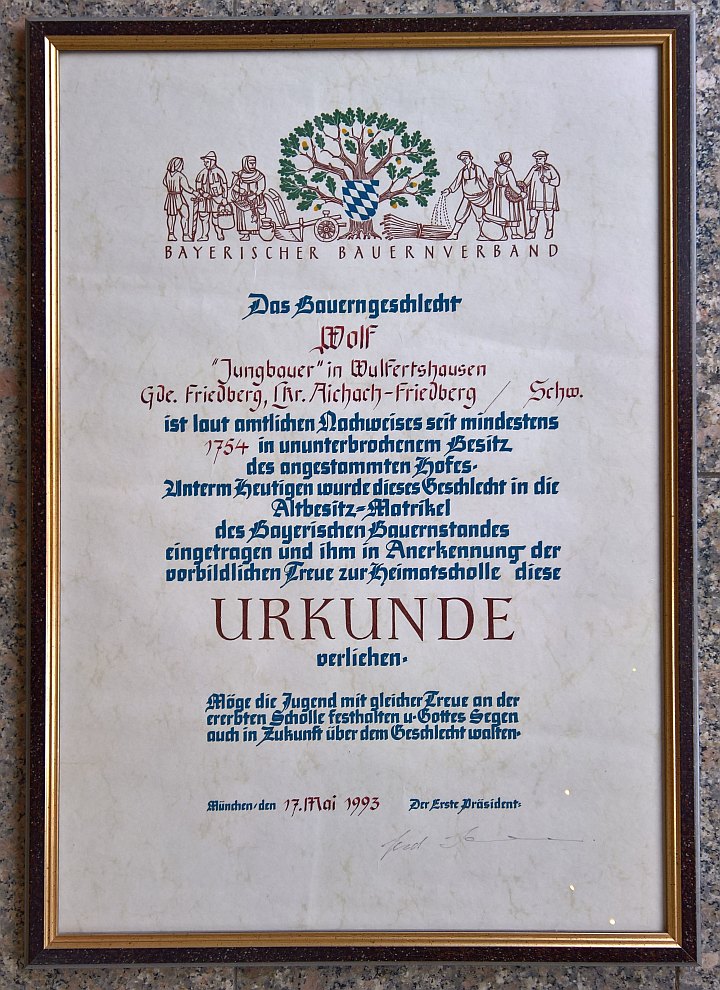 BAYERISCHER BAUERNVERBAND
Das Bauerngeschlecht
Wolf
"Jungbauer" in Wulfertshausen
Gde. Friedberg, Lkr. Aichach-Friedberg / Schw.
ist laut amtlichen Nachweises seit mindestens
1754 in ununterbrochenem Besitz
des angestammten Hofes.
Unterm Heutigen wurde dieses Geschlecht in die
Altbesitz-Matrikel
des Bayerischen Bauernstandes
eingetragen und ihm in Anerkennung der
vorbildlichen Treue zur Heimatscholle diese
URKUNDE
verliehen.
Möge die Jugend mit gleicher Treue an der
ererbten Scholle festhalten u. Gottes Segen
auch in Zukunft über dem Geschlecht walten.
München, den 17. Mai 1993 Der Erste Präsident: